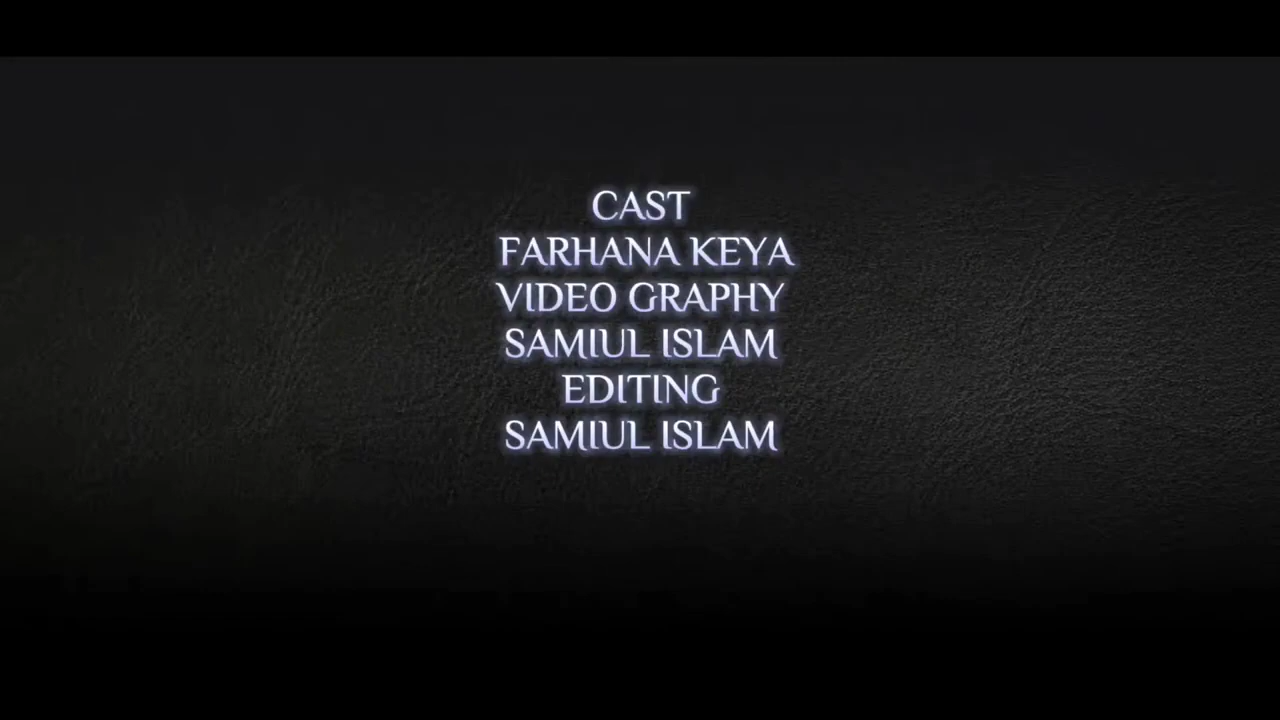 CAST
FARHANA KEYA
VIDEO GRAPHY
SAMIUL ISLAM
EDITING
SAMIUL ISLAM